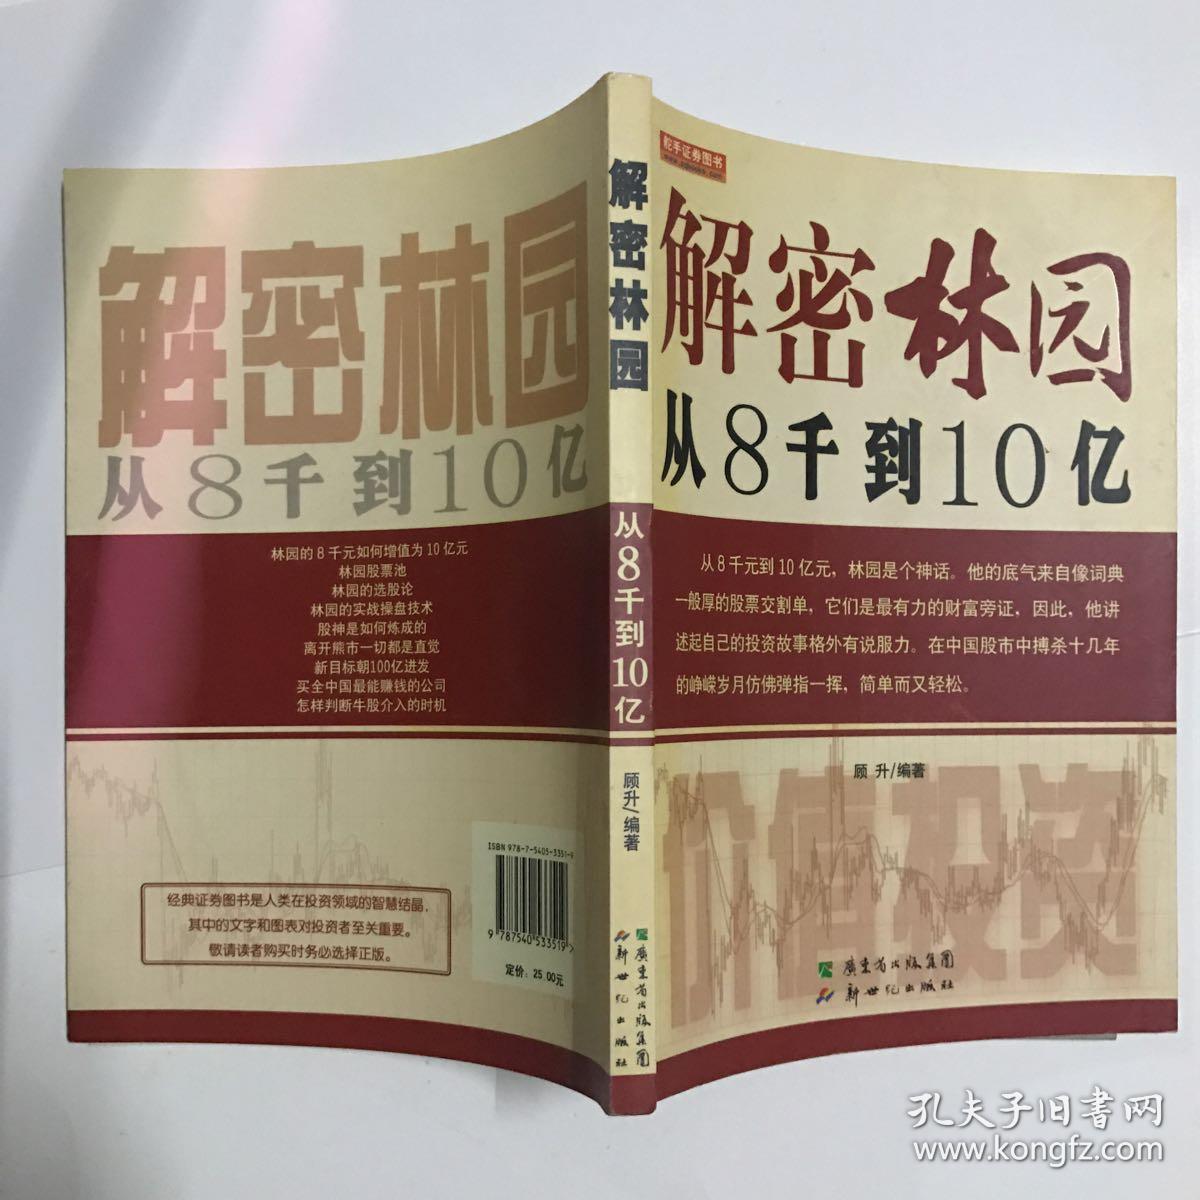 解密林园
从8千到10亿
林园的8千元如何增值为10亿元
林园股票池
林园的选股论
林园的实战操盘技术
股神是如何炼成的
离开熊市一切都是直觉
新目标朝100亿进发
买全中国最能赚钱的公司
怎样判断牛股介入的时机
经典证券图书是人类在投资领域的智慧结晶，
其中的文字和图表对投资者至关重要。
敬请读者购买时务必选择正版。
ISBN 978-7-5405-3351-9
9 787540 533519 >
定价：25.00元
解密林园
从8千到10亿
顾升/编著
广东省出版集团
新世纪出版社
舵手证券图书
解密林园
从8千到10亿
从8千元到10亿元，林园是个神话。他的底气来自像词典
一般厚的股票交割单，它们是最有力的财富旁证，因此，他讲
述起自己的投资故事格外有说服力。在中国股市中搏杀十几年
的峥嵘岁月仿佛弹指一挥，简单而又轻松。
顾 升/编著
价值投资
廣東省出版集團
新世纪出版社
孔夫子旧书网
www.kongfz.com